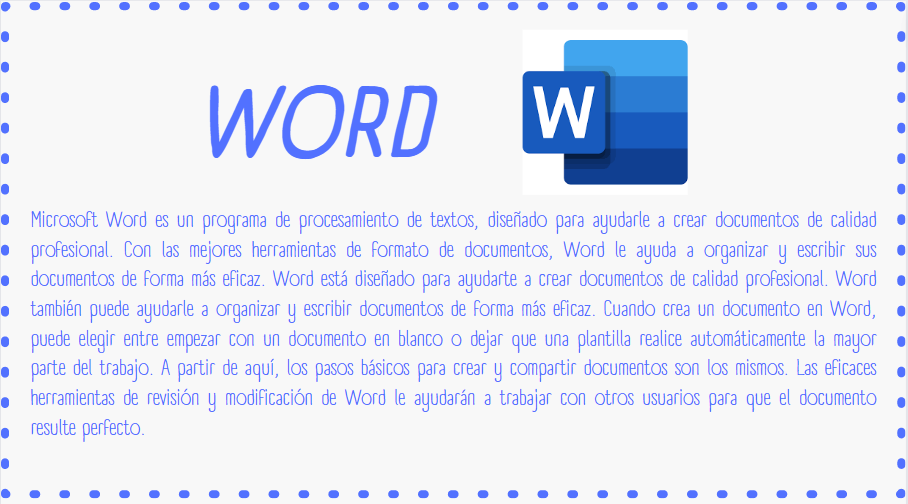 WORD
W
Microsoft Word es un programa de procesamiento de textos, diseñado para ayudarle a crear documentos de calidad
profesional. Con las mejores herramientas de formato de documentos, Word le ayuda a organizar y escribir sus
documentos de forma más eficaz. Word está diseñado para ayudarte a crear documentos de calidad profesional. Word
también puede ayudarle a organizar y escribir documentos de forma más eficaz. Cuando crea un documento en Word,
puede elegir entre empezar con un documento en blanco o dejar que una plantilla realice automáticamente la mayor
parte del trabajo. A partir de aquí, los pasos básicos para crear y compartir documentos son los mismos. Las eficaces
herramientas de revisión y modificación de Word le ayudarán a trabajar con otros usuarios para que el documento
resulte perfecto.